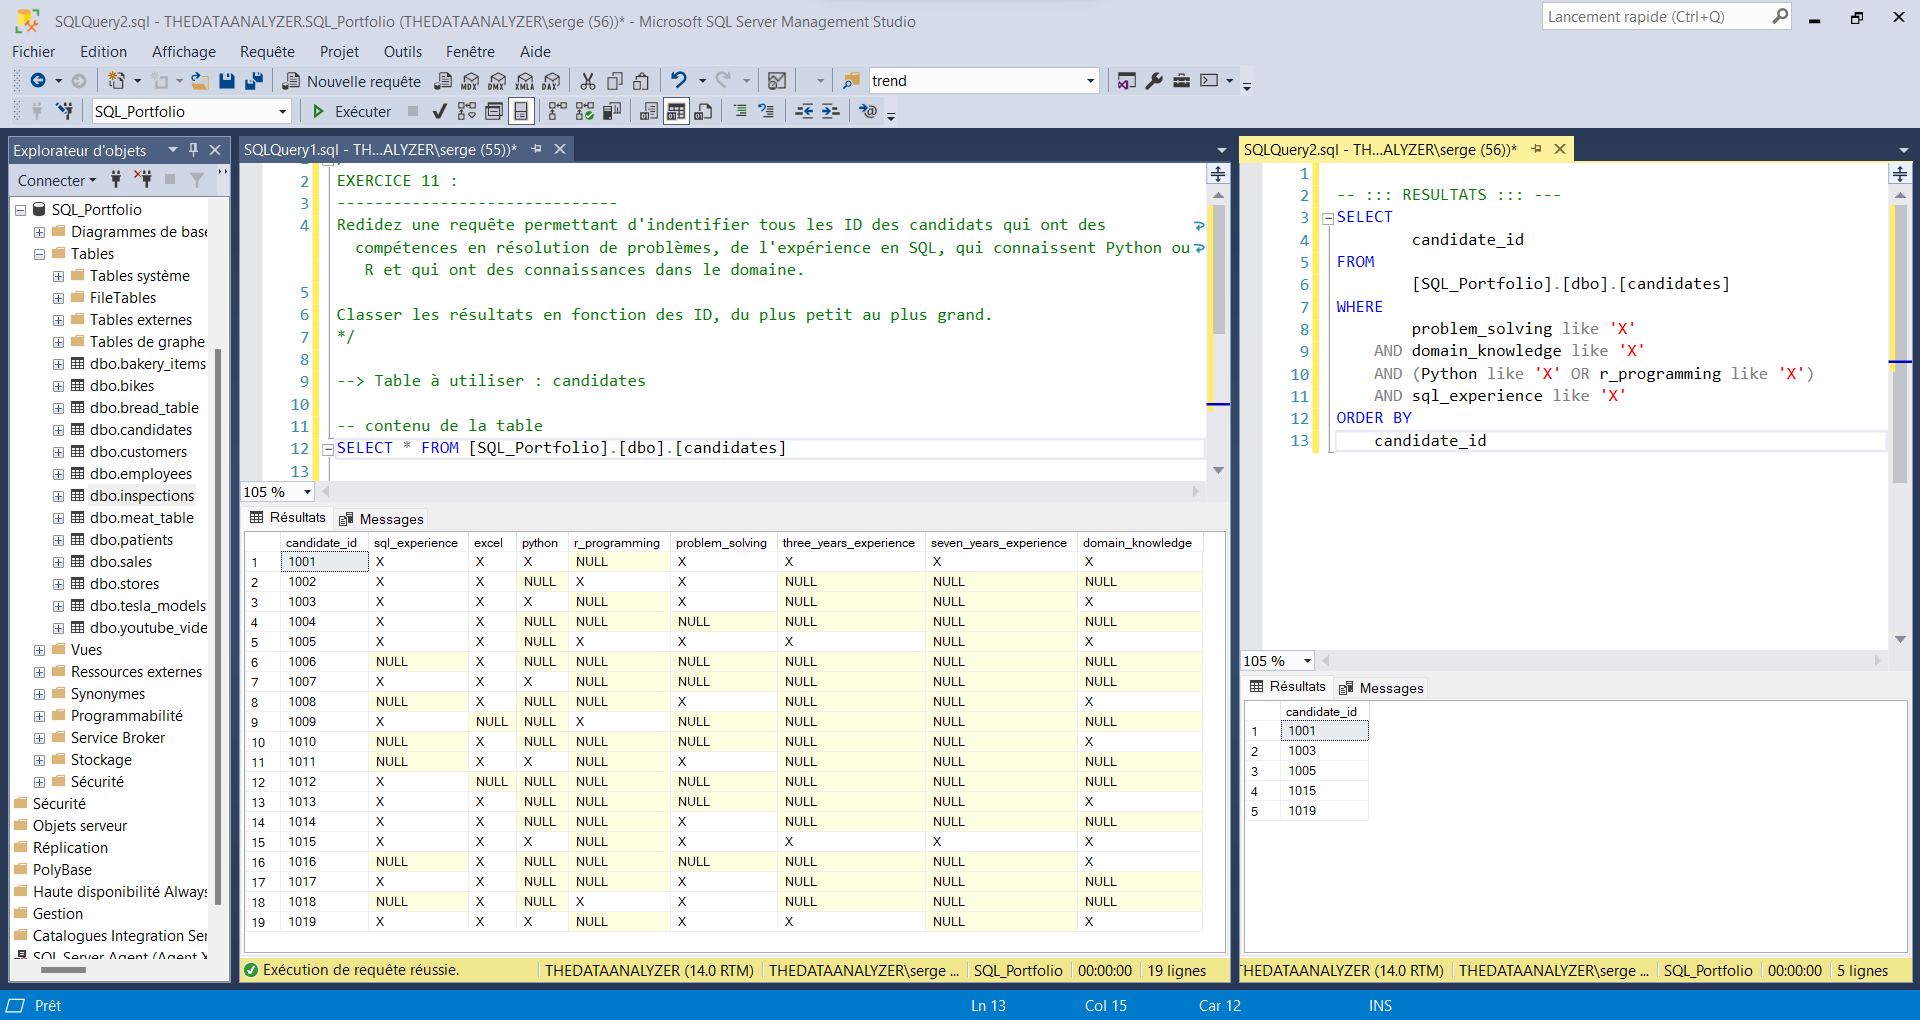 SQLQuery2.sql - THEDATAANALYZER.SQL_Portfolio (THEDATAANALYZER\serge (56))* - Microsoft SQL Server Management Studio
Lancement rapide (Ctrl+Q)
Fichier Edition Affichage Requête Projet Outils Fenêtre Aide
Nouvelle requête MDX DMX XMLA DAX trend
SQL_Portfolio Exécuter
Explorateur d'objets
Connecter
SQL_Portfolio
Diagrammes de base
Tables
Tables système
FileTables
Tables externes
Tables de graphe
dbo.bakery_items
dbo.bikes
dbo.bread_table
dbo.candidates
dbo.customers
dbo.employees
dbo.inspections
dbo.meat_table
dbo.patients
dbo.sales
dbo.stores
dbo.tesla_models
dbo.youtube_vide
Vues
Ressources externes
Synonymes
Programmabilité
Service Broker
Stockage
Sécurité
Sécurité
Objets serveur
Réplication
PolyBase
Haute disponibilité Always
Gestion
Catalogues Integration Ser
SQL Server Agent (Agent X
SQLQuery1.sql - TH...ALYZER\serge (55))*
2 EXERCICE 11 :
3 ------------------------------
4 Redidez une requête permettant d'indentifier tous les ID des candidats qui ont des
compétences en résolution de problèmes, de l'expérience en SQL, qui connaissent Python ou
R et qui ont des connaissances dans le domaine.
5
6 Classer les résultats en fonction des ID, du plus petit au plus grand.
7 */
8
9 --> Table à utiliser : candidates
10
11 -- contenu de la table
12 SELECT * FROM [SQL_Portfolio].[dbo].[candidates]
13
105 %
Résultats Messages
candidate_id sql_experience excel python r_programming problem_solving three_years_experience seven_years_experience domain_knowledge
1 1001 X X X NULL X X X X
2 1002 X X NULL X X NULL NULL NULL
3 1003 X X X NULL X NULL NULL X
4 1004 X X NULL NULL NULL NULL NULL NULL
5 1005 X X NULL X X X NULL X
6 1006 NULL X NULL NULL NULL NULL NULL NULL
7 1007 X X X NULL NULL NULL NULL NULL
8 1008 NULL X NULL NULL X NULL NULL X
9 1009 X NULL NULL X NULL NULL NULL NULL
10 1010 NULL X NULL NULL NULL NULL NULL X
11 1011 NULL X X NULL X NULL NULL NULL
12 1012 X NULL NULL NULL NULL NULL NULL NULL
13 1013 X X NULL NULL NULL NULL NULL X
14 1014 X X NULL NULL X NULL NULL NULL
15 1015 X X X NULL X X X X
16 1016 NULL X NULL NULL NULL NULL NULL X
17 1017 X X NULL NULL X NULL NULL NULL
18 1018 NULL X NULL X X NULL NULL NULL
19 1019 X X X NULL X X NULL X
Exécution de requête réussie. THEDATAANALYZER (14.0 RTM) THEDATAANALYZER\serge ... SQL_Portfolio 00:00:00 19 lignes
SQLQuery2.sql - TH...ALYZER\serge (56))*
1
2 -- ::: RESULTATS ::: ---
3 SELECT
4 candidate_id
5 FROM
6 [SQL_Portfolio].[dbo].[candidates]
7 WHERE
8 problem_solving like 'X'
9 AND domain_knowledge like 'X'
10 AND (Python like 'X' OR r_programming like 'X')
11 AND sql_experience like 'X'
12 ORDER BY
13 candidate_id
105 %
Résultats Messages
candidate_id
1 1001
2 1003
3 1005
4 1015
5 1019
THEDATAANALYZER (14.0 RTM) THEDATAANALYZER\serge ... SQL_Portfolio 00:00:00 5 lignes
Prêt Ln 13 Col 15 Car 12 INS